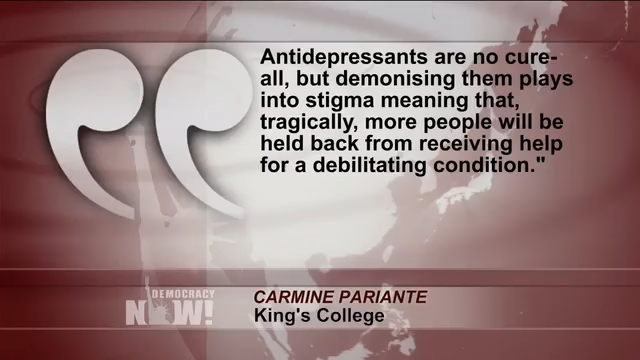 Antidepressants are no cure-
all, but demonising them plays
into stigma meaning that,
tragically, more people will be
held back from receiving help
for a debilitating condition."
DEMOCRACY
NOW!
CARMINE PARIANTE
King's College